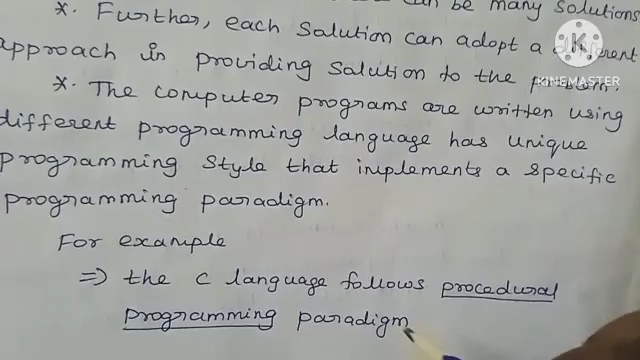 can be many solutions
*. Further, each solution can adopt a different
approach in providing solution to the
*. The computer programs are written using
different programming language has unique
programming style that implements a specific
programming paradigm.
For example
⇒ the c language follows procedural
programming paradigm
KINEMASTER